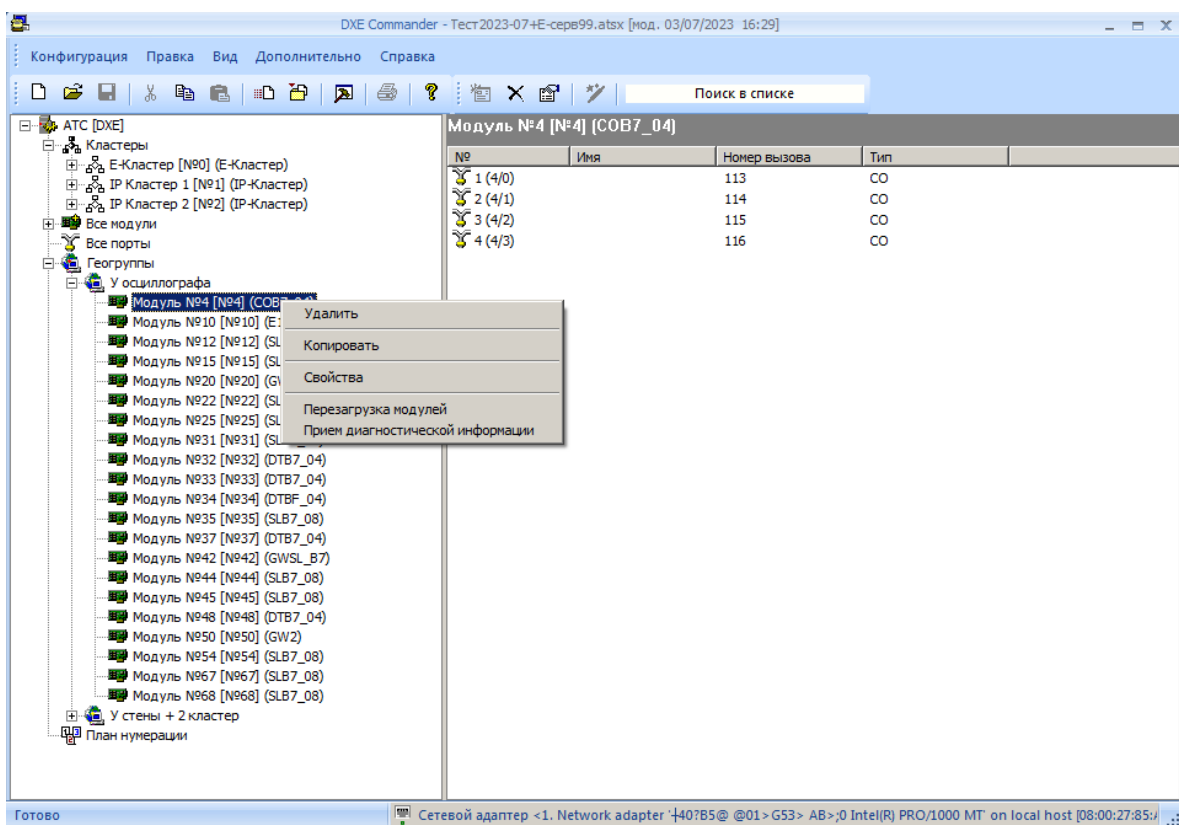 DXE Commander - Тест2023-07+Е-серв99.atsx [мод. 03/07/2023 16:29]
Конфигурация Правка Вид Дополнительно Справка
Поиск в списке
АТС [DXE]
Кластеры
Е-Кластер [№0] (Е-Кластер)
IP Кластер 1 [№1] (IP-Кластер)
IP Кластер 2 [№2] (IP-Кластер)
Все модули
Все порты
Геогруппы
У осциллографа
Модуль №4 [№4] (COB7_04)
Модуль №10 [№10] (E1
Модуль №12 [№12] (SL
Модуль №15 [№15] (SL
Модуль №20 [№20] (GW
Модуль №22 [№22] (SL
Модуль №25 [№25] (SL
Модуль №31 [№31] (SL
Модуль №32 [№32] (DTB7_04)
Модуль №33 [№33] (DTB7_04)
Модуль №34 [№34] (DTBF_04)
Модуль №35 [№35] (SLB7_08)
Модуль №37 [№37] (DTB7_04)
Модуль №42 [№42] (GWSL_B7)
Модуль №44 [№44] (SLB7_08)
Модуль №45 [№45] (SLB7_08)
Модуль №48 [№48] (DTB7_04)
Модуль №50 [№50] (GW2)
Модуль №54 [№54] (SLB7_08)
Модуль №67 [№67] (SLB7_08)
Модуль №68 [№68] (SLB7_08)
У стены + 2 кластер
План нумерации
Удалить
Копировать
Свойства
Перезагрузка модулей
Прием диагностической информации
Модуль №4 [№4] (COB7_04)
№ Имя Номер вызова Тип
1 (4/0) 113 CO
2 (4/1) 114 CO
3 (4/2) 115 CO
4 (4/3) 116 CO
Готово
Сетевой адаптер <1. Network adapter '┼40?B5@ @01>G53> AB>;0 Intel(R) PRO/1000 MT' on local host [08:00:27:85: